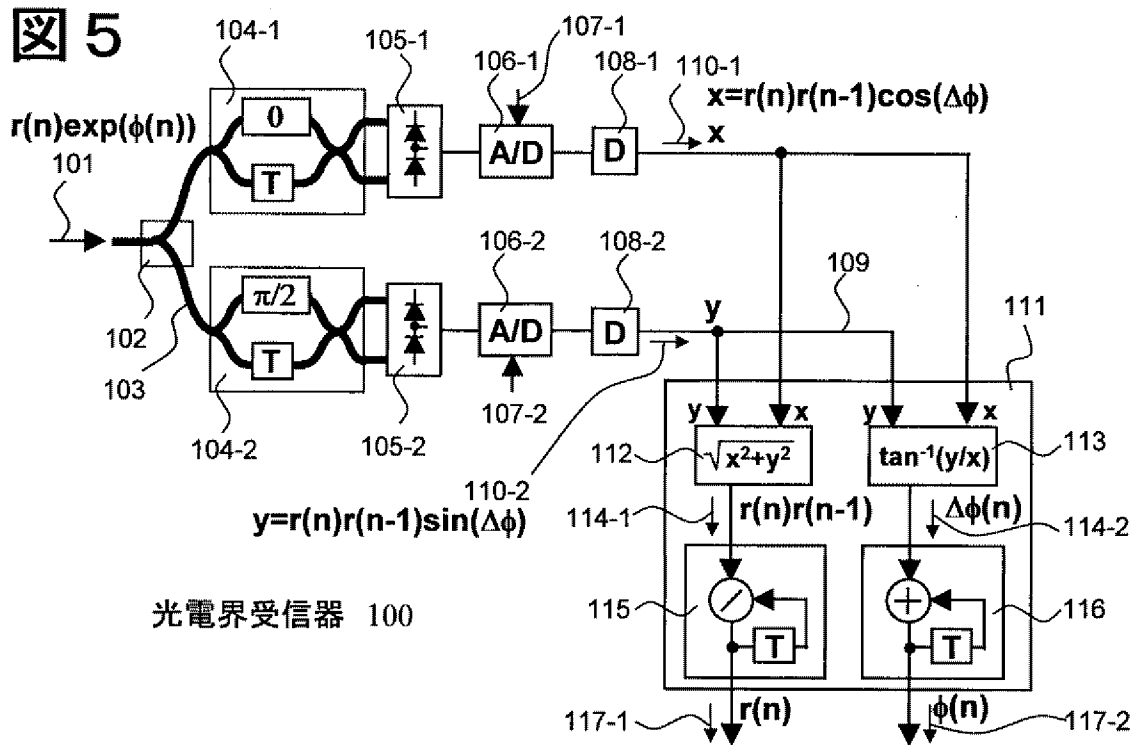 図5
104-1
105-1
107-1
106-1
108-1
110-1
x=r(n)r(n-1)cos(Δϕ)
r(n)exp(ϕ(n))
0
T
A/D
D
x
101
102
103
π/2
T
104-2
105-2
106-2
A/D
107-2
108-2
D
y
109
111
110-2
y=r(n)r(n-1)sin(Δϕ)
y
x
y
x
112
√x²+y²
tan⁻¹(y/x)
113
114-1
r(n)r(n-1)
Δϕ(n)
114-2
115
T
116
T
光電界受信器 100
117-1
r(n)
ϕ(n)
117-2